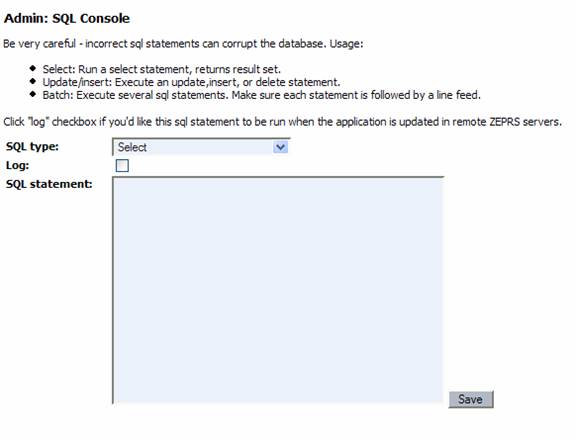 Admin: SQL Console
Be very careful - incorrect sql statements can corrupt the database. Usage:
Select: Run a select statement, returns result set.
Update/insert: Execute an update,insert, or delete statement.
Batch: Execute several sql statements. Make sure each statement is followed by a line feed.
Click "log" checkbox if you'd like this sql statement to be run when the application is updated in remote ZEPRS servers.
SQL type: Select
Log:
SQL statement:
Save